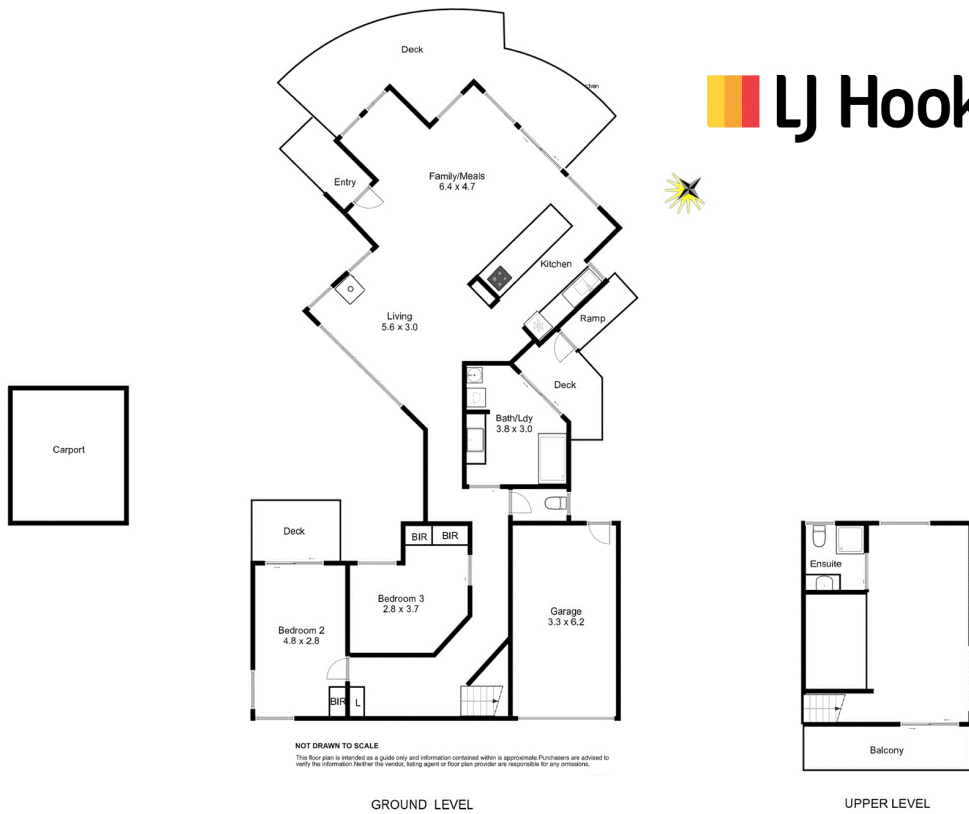 Deck
LJ Hook
Entry
Family/Meals
6.4 x 4.7
Kitchen
Living
5.6 x 3.0
Ramp
Deck
Bath/Ldy
3.8 x 3.0
Carport
Deck
BIR
BIR
Ensuite
Bedroom 3
2.8 x 3.7
Garage
3.3 x 6.2
Bedroom 2
4.8 x 2.8
BIR
L
Balcony
NOT DRAWN TO SCALE
This floor plan is intended as a guide only and information contained within is approximate.Purchasers are advised to
verify the information.Neither the vendor, listing agent or floor plan provider are responsible for any omissions.
GROUND LEVEL
UPPER LEVEL